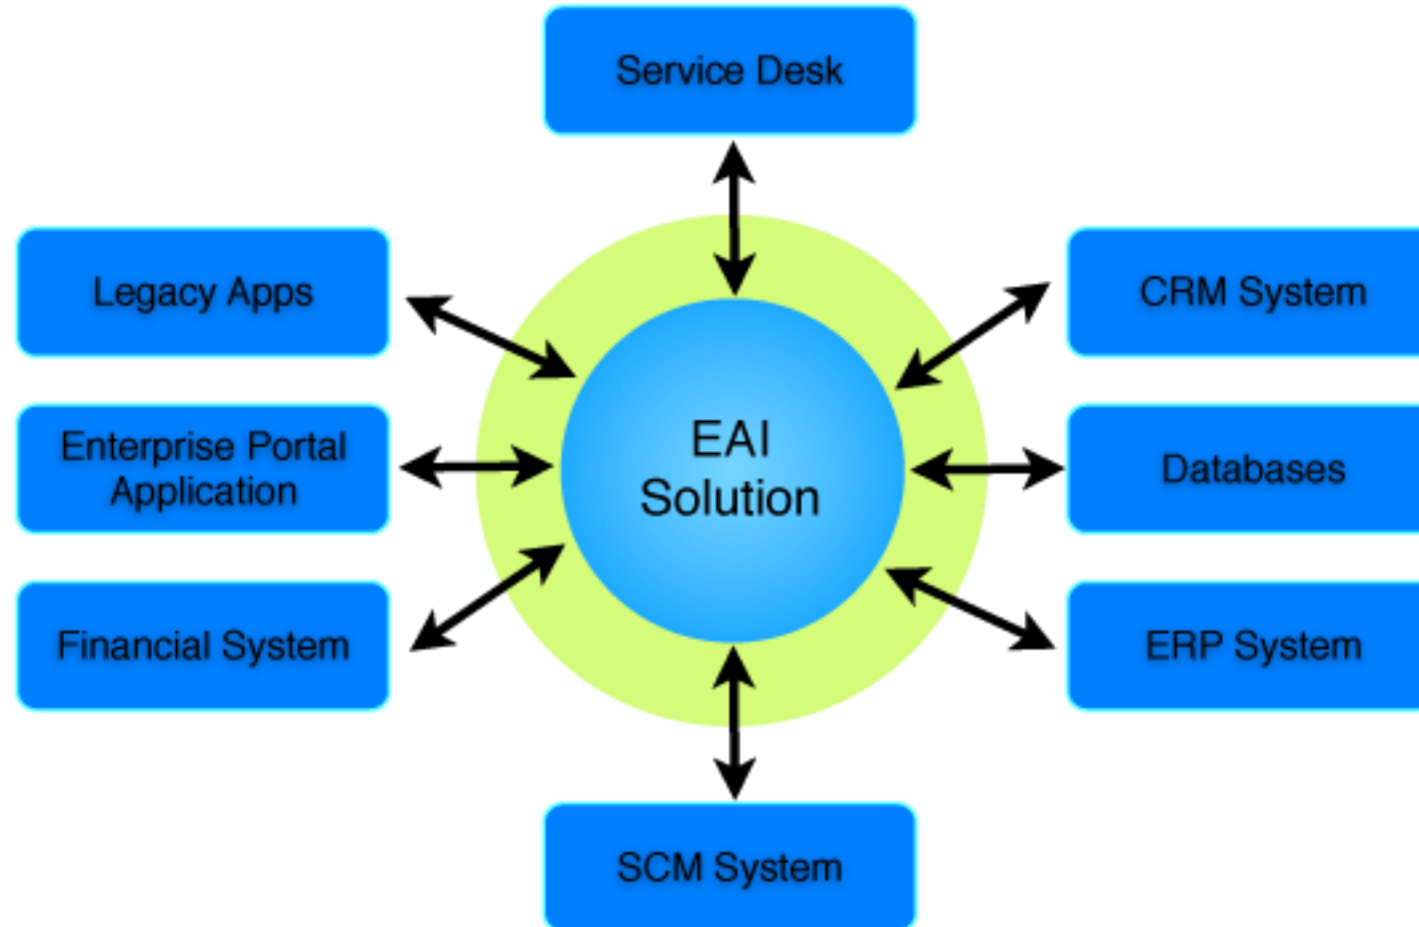 Service Desk
Legacy Apps
CRM System
Enterprise Portal
Application
EAI
Solution
Databases
Financial System
ERP System
SCM System